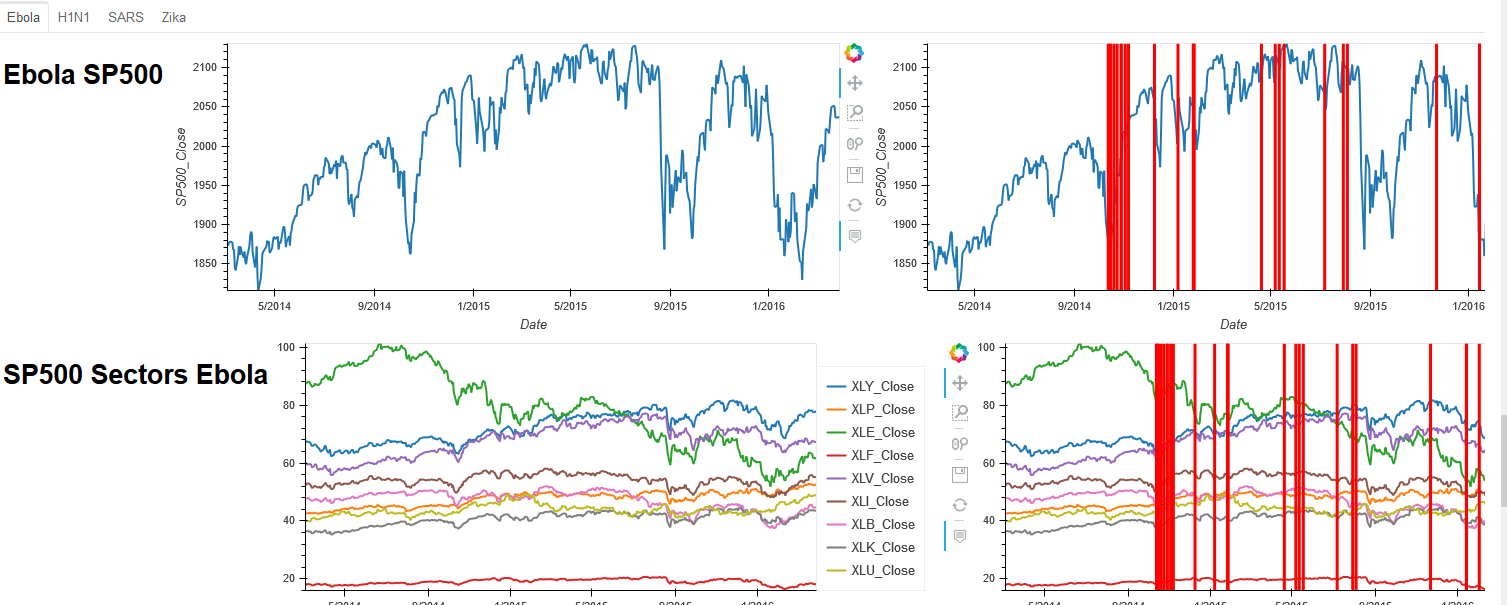 Ebola H1N1 SARS Zika
Ebola SP500
2100
2050
2000
1950
1900
1850
SP500_Close
5/2014 9/2014 1/2015 5/2015 9/2015 1/2016
Date
2100
2050
2000
1950
1900
1850
SP500_Close
5/2014 9/2014 1/2015 5/2015 9/2015 1/2016
Date
SP500 Sectors Ebola
100
80
60
40
20
XLY_Close
XLP_Close
XLE_Close
XLF_Close
XLV_Close
XLI_Close
XLB_Close
XLK_Close
XLU_Close
100
80
60
40
20